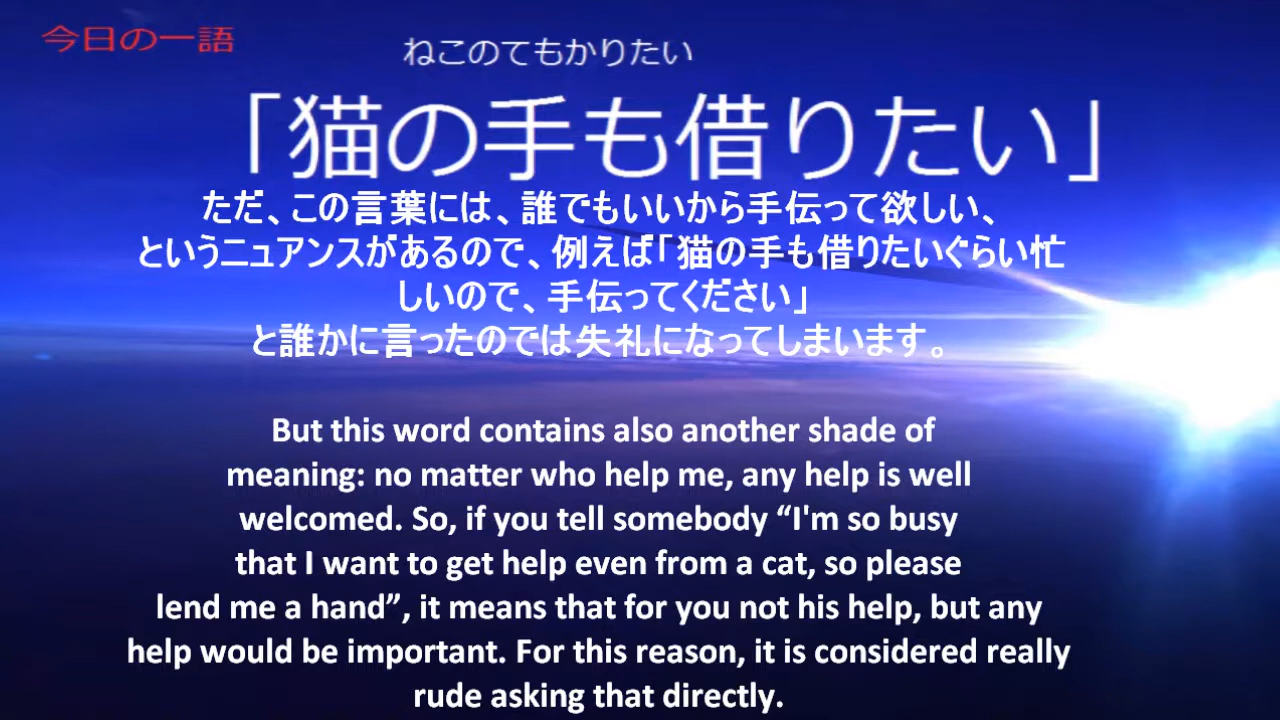 今日の一語
ねこのてもかりたい
「猫の手も借りたい」
ただ、この言葉には、誰でもいいから手伝って欲しい、
というニュアンスがあるので、例えば「猫の手も借りたいぐらい忙
しいので、手伝ってください」
と誰かに言ったのでは失礼になってしまいます。
But this word contains also another shade of
meaning: no matter who help me, any help is well
welcomed. So, if you tell somebody “I'm so busy
that I want to get help even from a cat, so please
lend me a hand”, it means that for you not his help, but any
help would be important. For this reason, it is considered really
rude asking that directly.